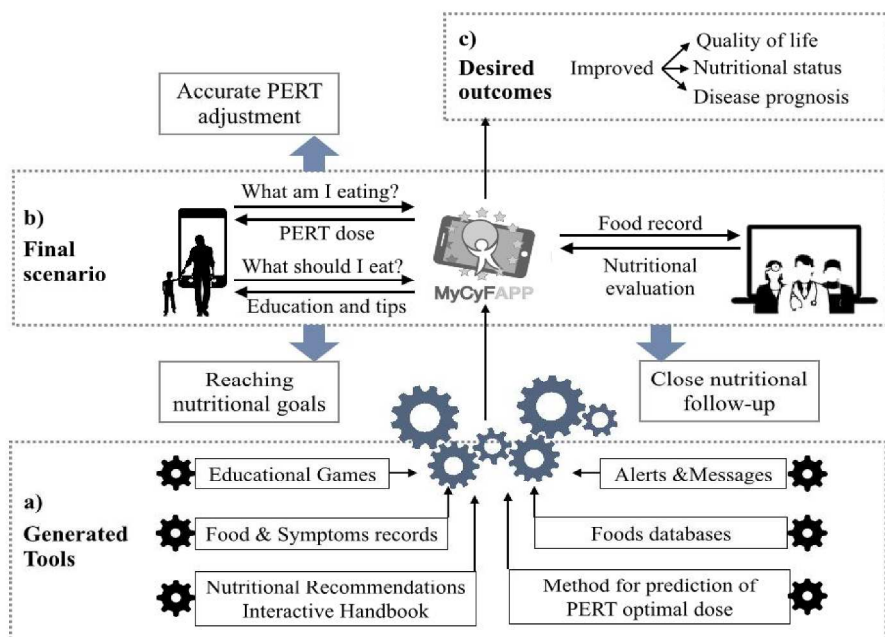 c)
Desired
outcomes
Improved
Quality of life
Nutritional status
Disease prognosis
Accurate PERT
adjustment
b)
Final
scenario
What am I eating?
PERT dose
What should I eat?
Education and tips
MyCyFAPP
Food record
Nutritional
evaluation
Reaching
nutritional goals
Close nutritional
follow-up
a)
Generated
Tools
Educational Games
Food & Symptoms records
Nutritional Recommendations
Interactive Handbook
Alerts &Messages
Foods databases
Method for prediction of
PERT optimal dose